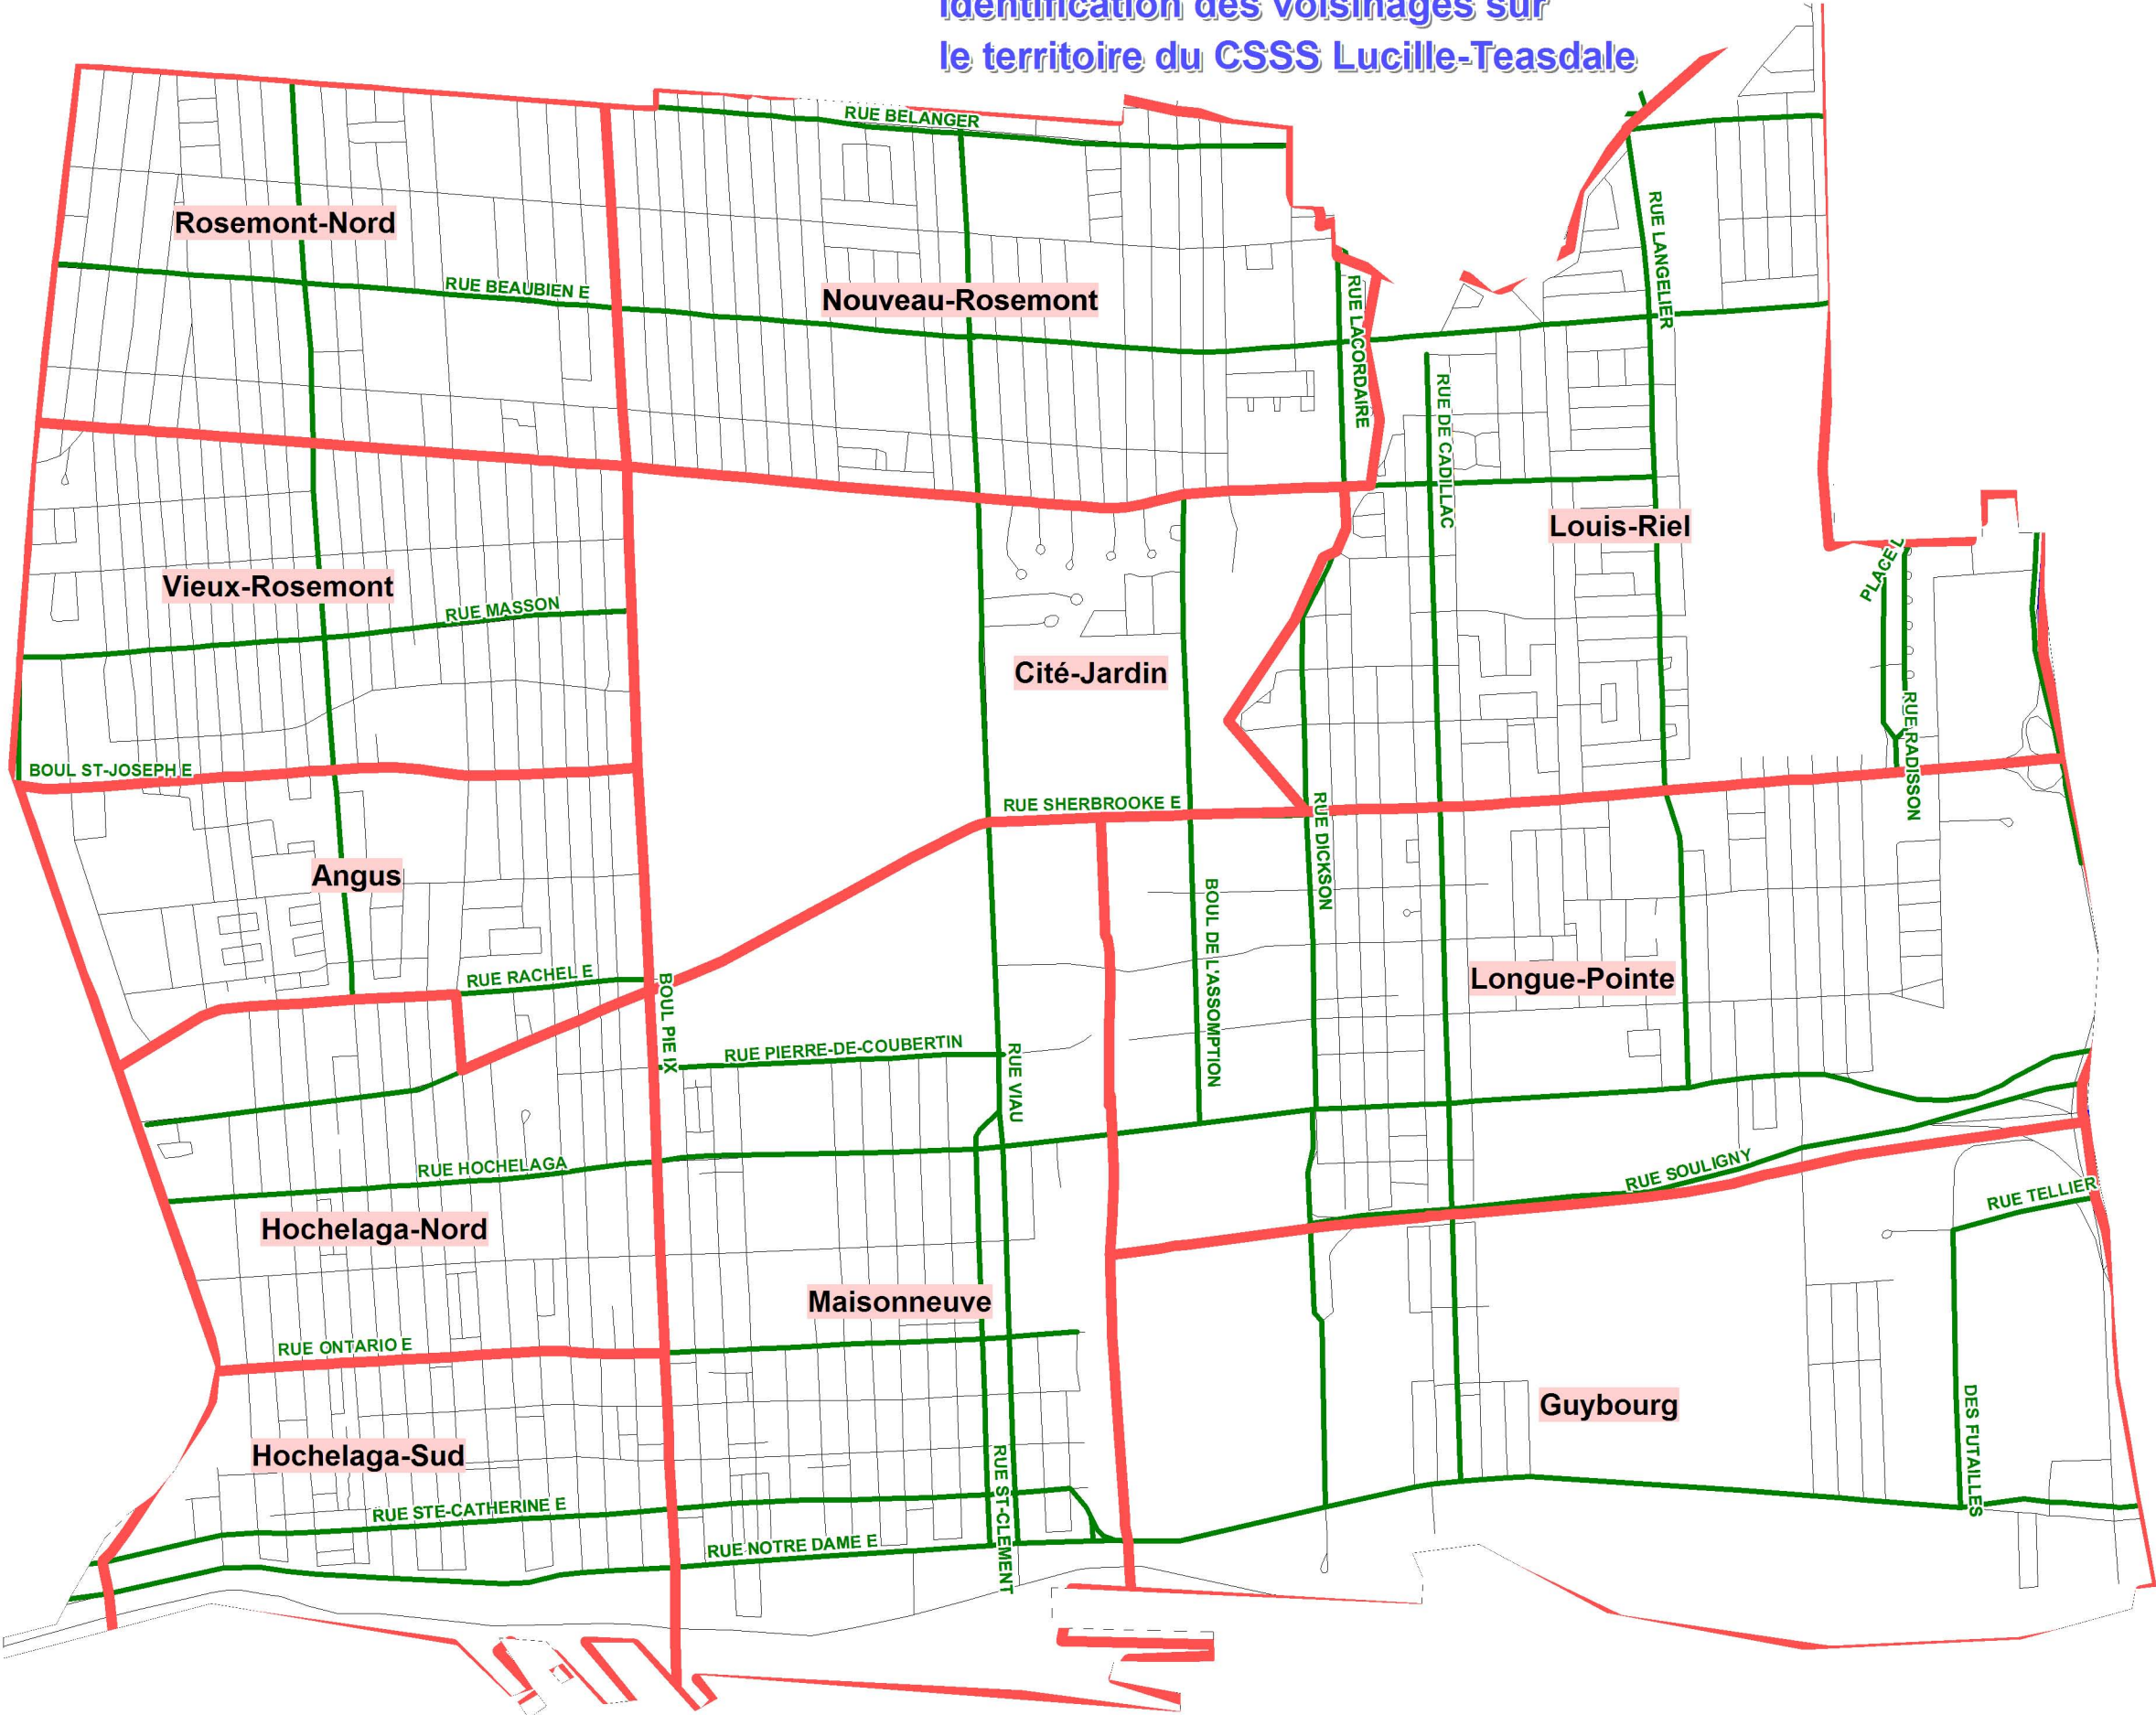 Identification des voisinages sur
le territoire du CSSS Lucille-Teasdale
RUE BELANGER
Rosemont-Nord
RUE LANGELIER
RUE BEAUBIEN E
Nouveau-Rosemont
RUE LACORDAIRE
RUE DE CADILLAC
Louis-Riel
Vieux-Rosemont
RUE MASSON
PLACE
Cité-Jardin
RUE RADISSON
BOUL ST-JOSEPH E
RUE SHERBROOKE E
RUE DICKSON
Angus
BOUL DE L'ASSOMPTION
RUE RACHEL E
BOUL PIE IX
Longue-Pointe
RUE PIERRE-DE-COUBERTIN
RUE VIAU
RUE HOCHELAGA
RUE SOULIGNY
RUE TELLIER
Hochelaga-Nord
Maisonneuve
RUE ONTARIO E
Guybourg
DES FUTAILLES
Hochelaga-Sud
RUE ST-CLEMENT
RUE STE-CATHERINE E
RUE NOTRE DAME E